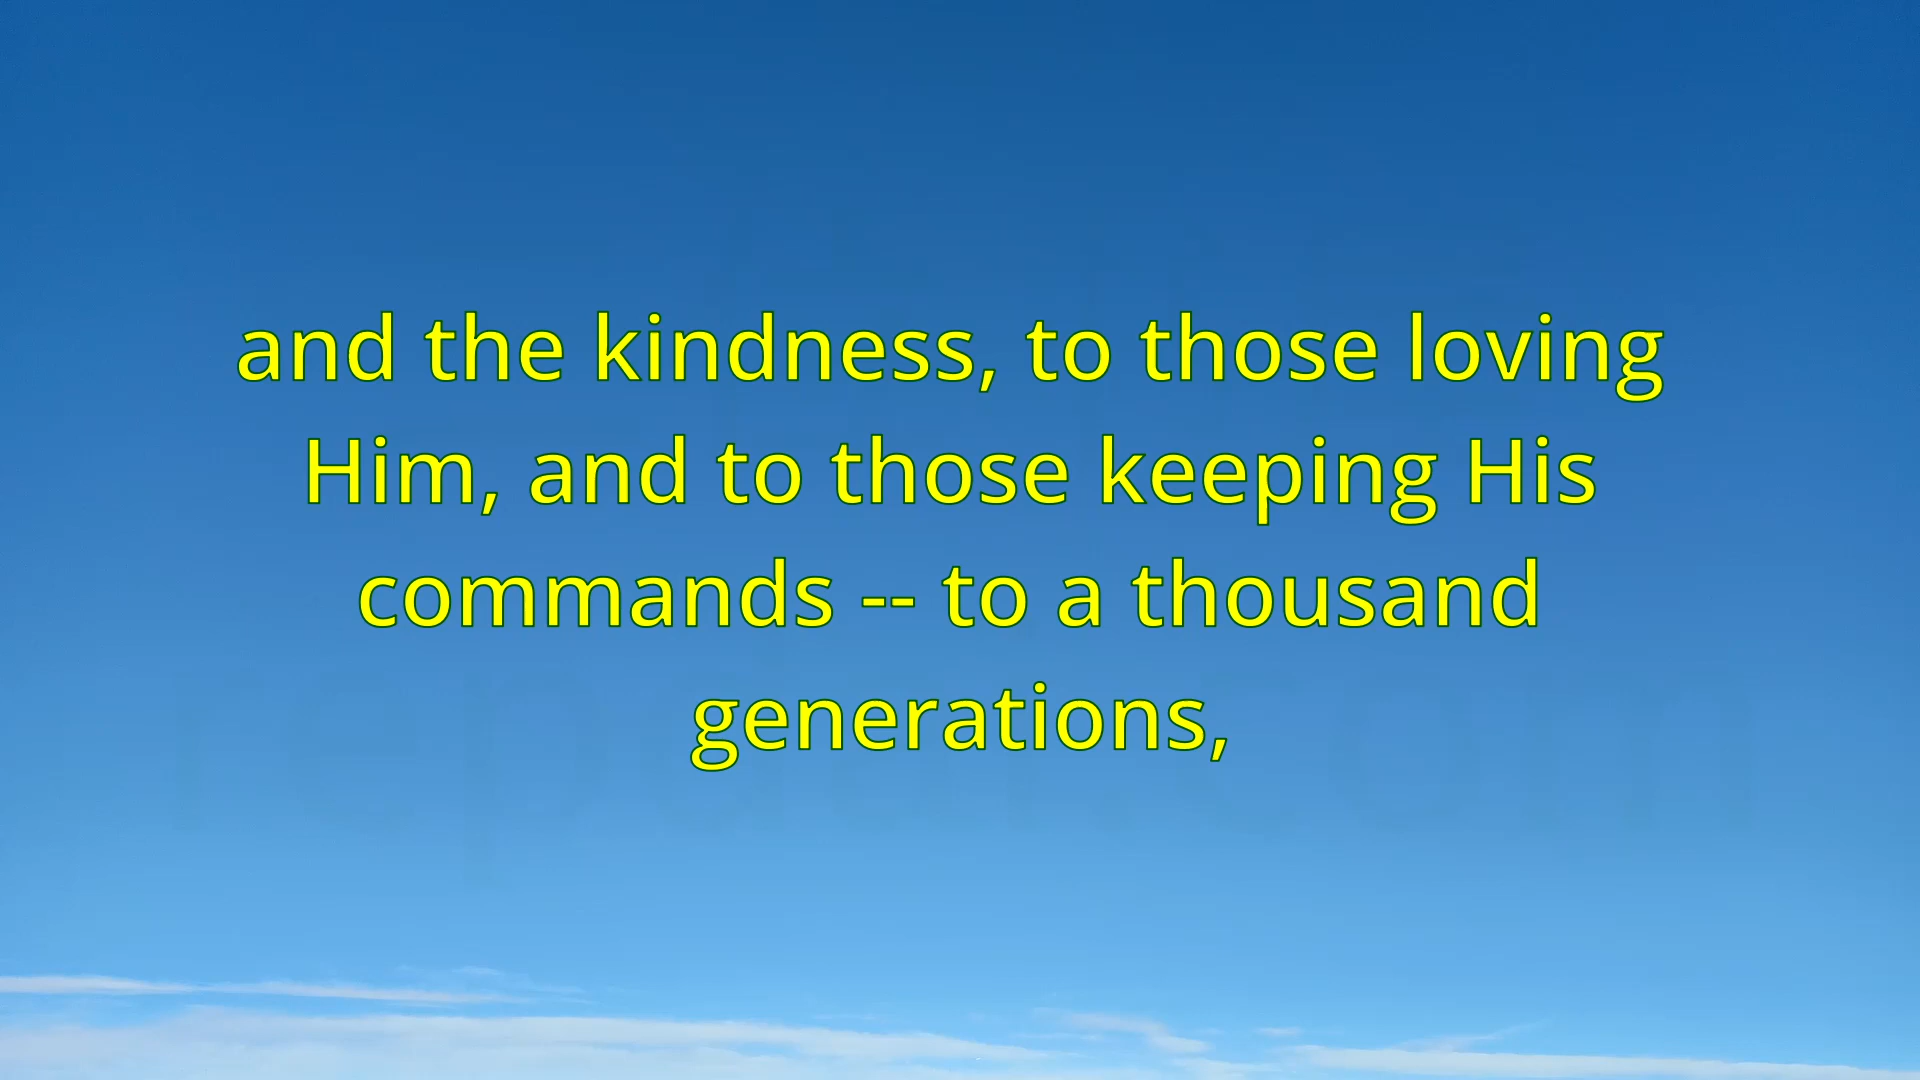 and the kindness, to those loving
Him, and to those keeping His
commands -- to a thousand
generations,